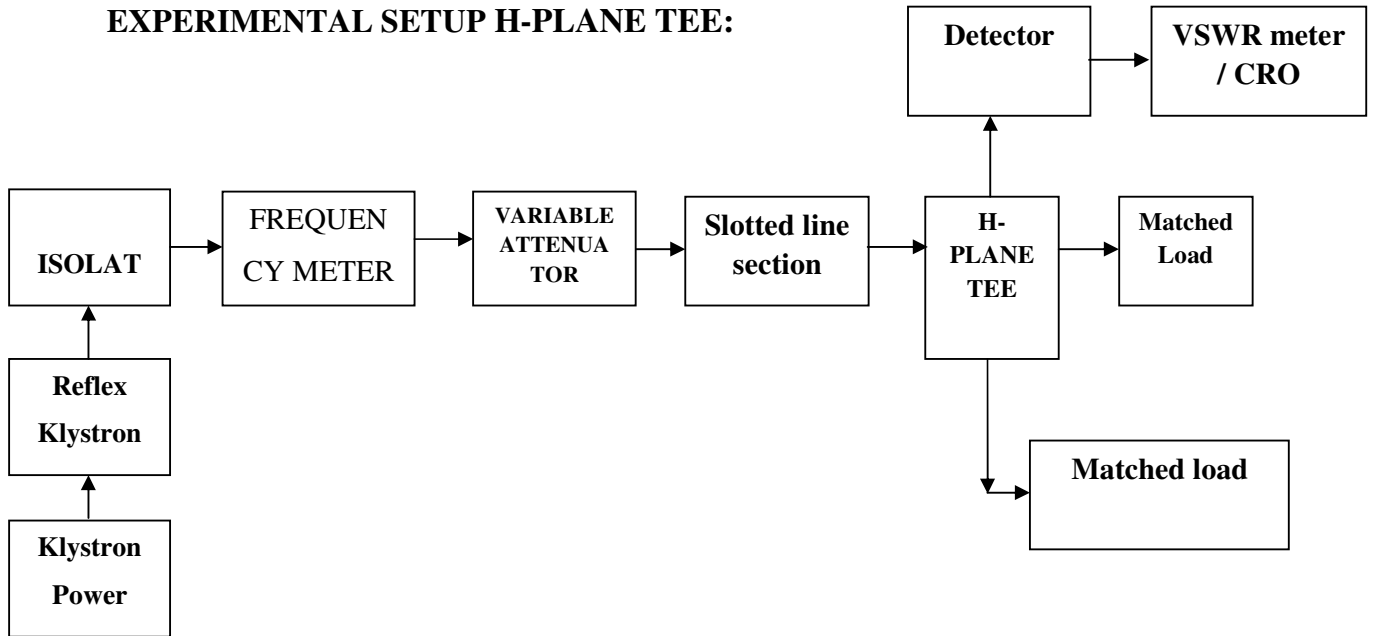 EXPERIMENTAL SETUP H-PLANE TEE:
Detector
VSWR meter
/ CRO
ISOLAT
FREQUEN
CY METER
VARIABLE
ATTENUA
TOR
Slotted line
section
H-
PLANE
TEE
Matched
Load
Reflex
Klystron
Matched load
Klystron
Power